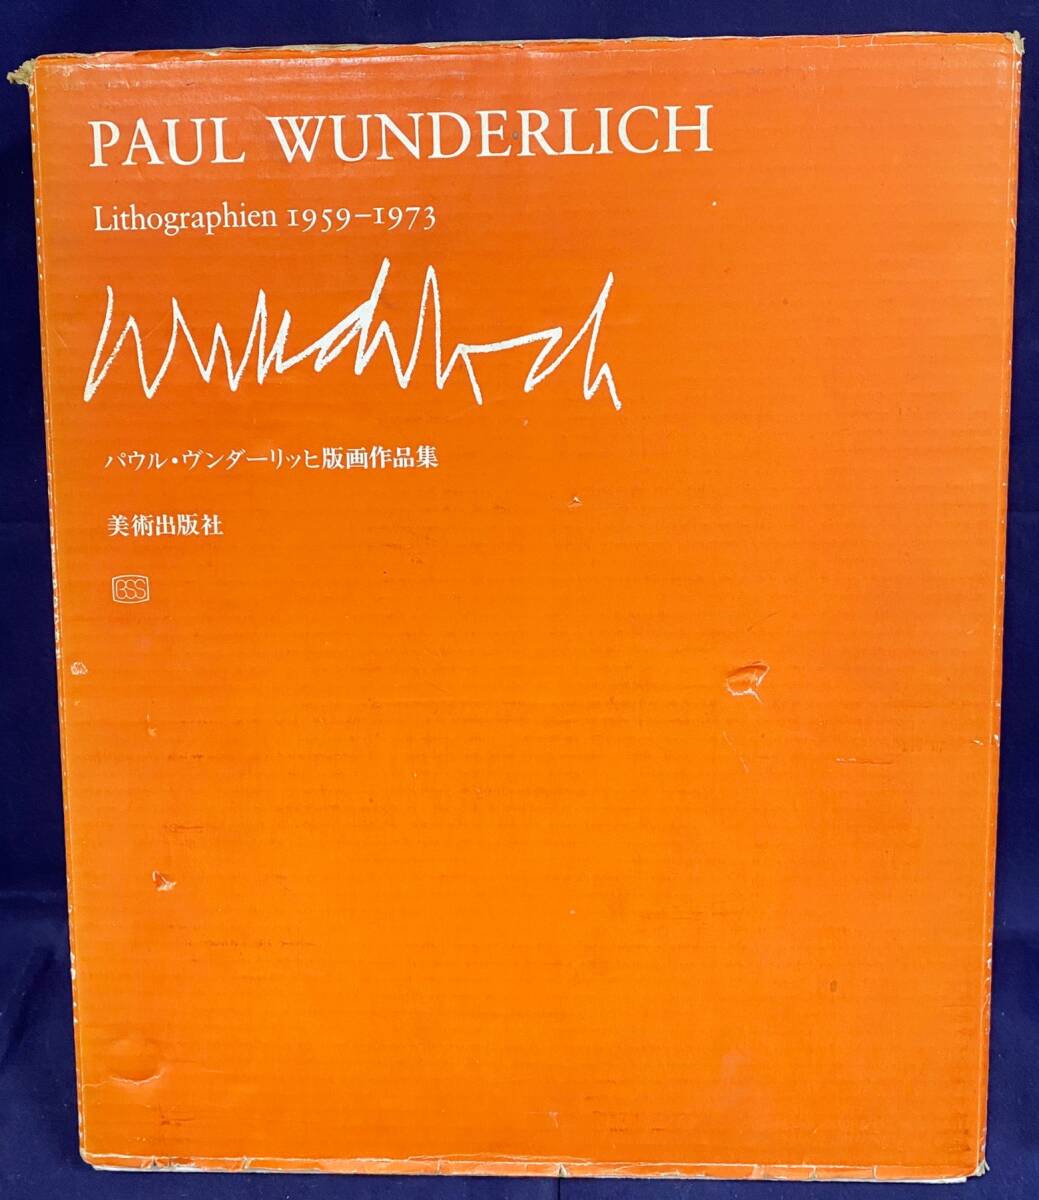 PAUL WUNDERLICH
Lithographien 1959–1973
Wunderlich
パウル・ヴンダーリッヒ版画作品集
美術出版社
BSS